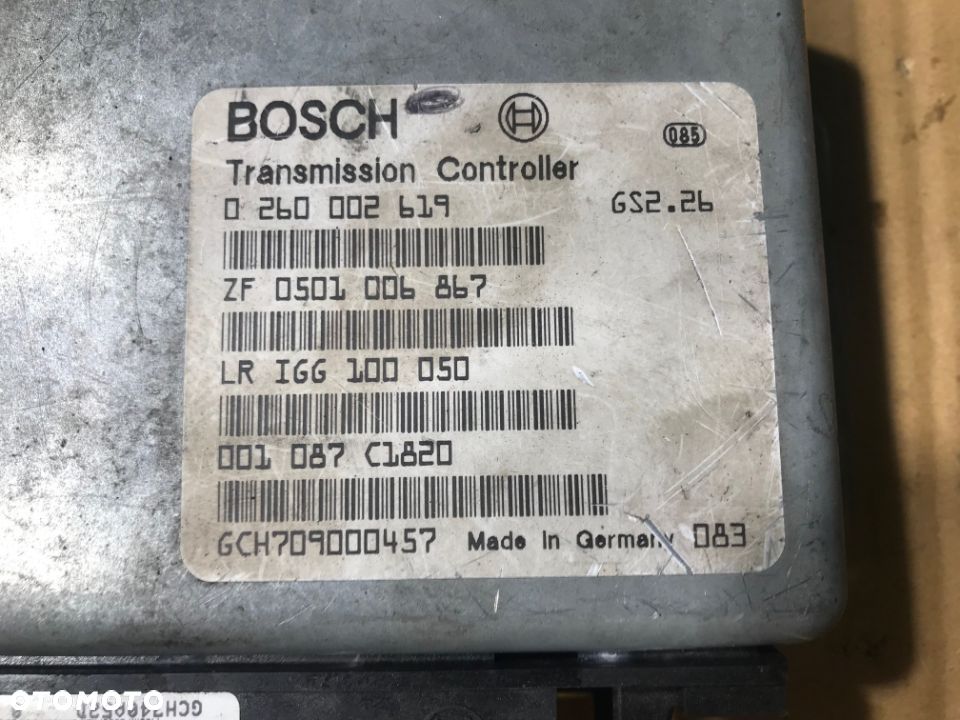 BOSCH
085
Transmission Controller
0 260 002 619 GS2.26
ZF 0501 006 867
LR IGG 100 050
001 087 C1820
GCH709000457 Made in Germany 083
OTOMOTO